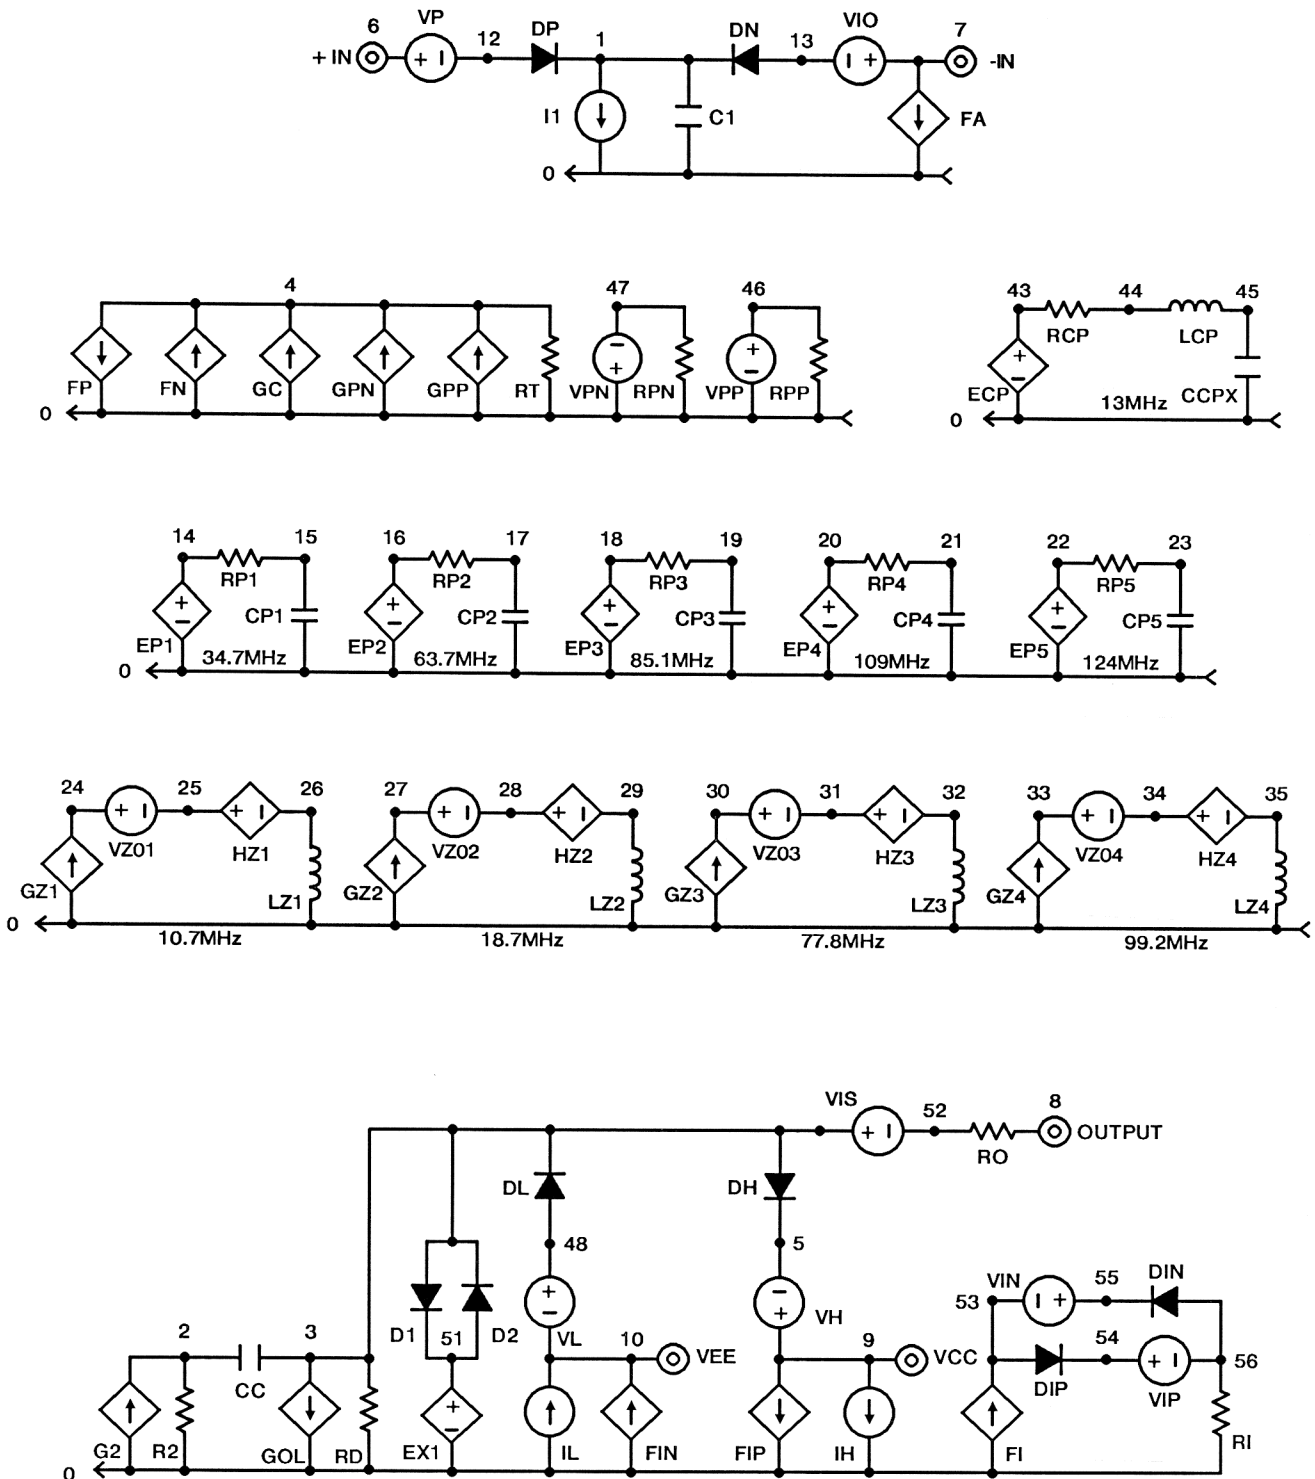 6 VP 12 DP 1 DN 13 VIO 7
+ IN + − − + -IN
I1 C1 FA
0
4 47 46 43 44 45
RCP LCP
FP FN GC GPN GPP RT VPN RPN VPP RPP ECP CCPX
0 13MHz
0
14 15 16 17 18 19 20 21 22 23
RP1 RP2 RP3 RP4 RP5
CP1 CP2 CP3 CP4 CP5
EP1 EP2 EP3 EP4 EP5
0 34.7MHz 63.7MHz 85.1MHz 109MHz 124MHz
24 25 26 27 28 29 30 31 32 33 34 35
VZ01 HZ1 VZ02 HZ2 VZ03 HZ3 VZ04 HZ4
GZ1 LZ1 GZ2 LZ2 GZ3 LZ3 GZ4 LZ4
0 10.7MHz 18.7MHz 77.8MHz 99.2MHz
VIS 52 8
OUTPUT
RO
DL DH
48 5
VIN 55 DIN
53
2 3 D1 51 D2 VL 10 VH 9 54
VEE VCC 56
CC DIP VIP
G2 R2 GOL RD EX1 IL FIN FIP IH FI RI
0